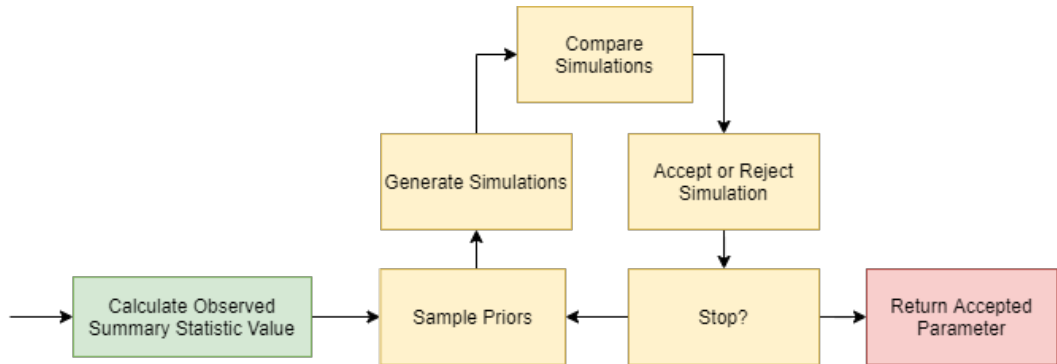 Compare
Simulations
Generate Simulations
Accept or Reject
Simulation
Calculate Observed
Summary Statistic Value
Sample Priors
Stop?
Return Accepted
Parameter